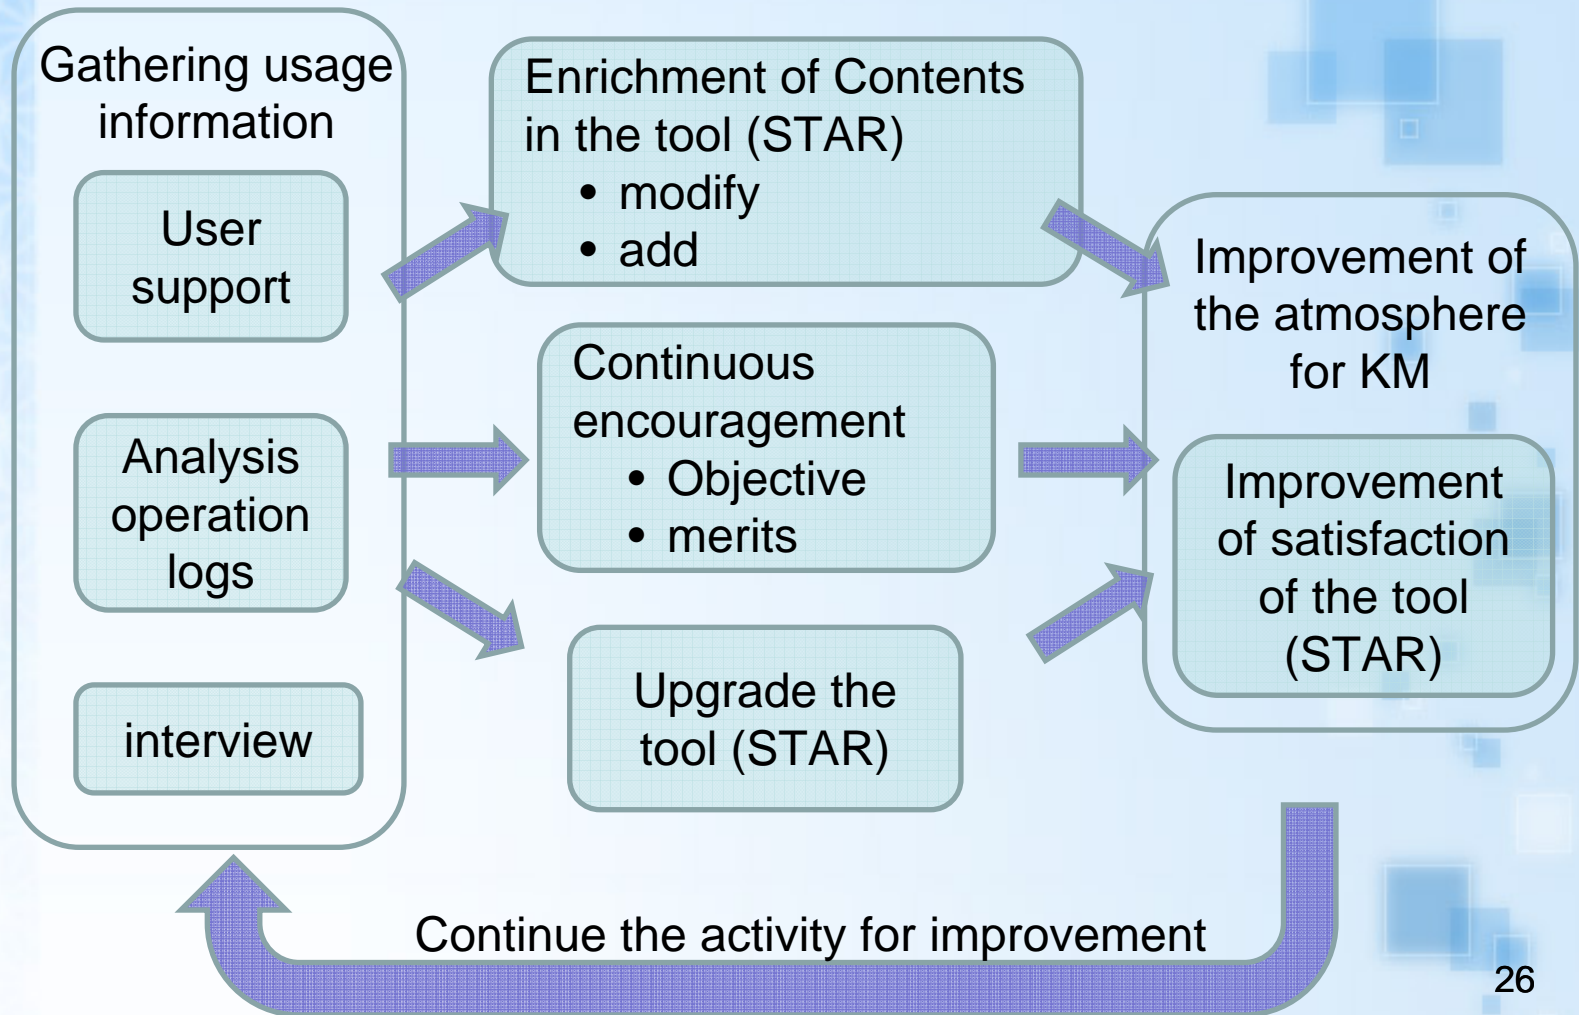 Gathering usage
information
User
support
Analysis
operation
logs
interview
Enrichment of Contents
in the tool (STAR)
• modify
• add
Continuous
encouragement
• Objective
• merits
Upgrade the
tool (STAR)
Improvement of
the atmosphere
for KM
Improvement
of satisfaction
of the tool
(STAR)
Continue the activity for improvement
26